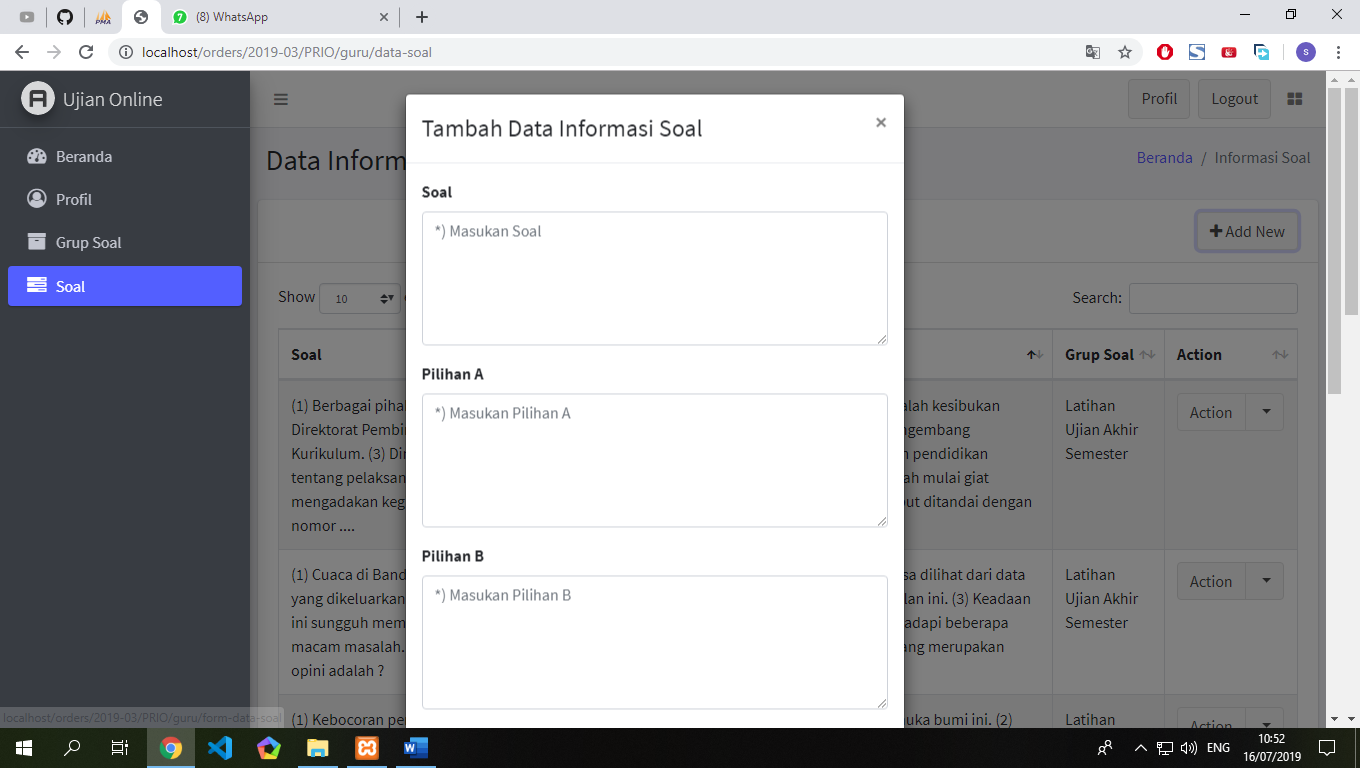 PMA
(8) WhatsApp
localhost/orders/2019-03/PRIO/guru/data-soal
S
Ujian Online
Beranda
Profil
Grup Soal
Soal
Profil
Logout
Data Inform
Beranda / Informasi Soal
Add New
Show 10
Search:
Soal
Grup Soal
Action
(1) Berbagai piha
alah kesibukan
Direktorat Pembi
ngembang
Kurikulum. (3) Di
n pendidikan
tentang pelaksan
ah mulai giat
mengadakan keg
but ditandai dengan
nomor ....
Latihan
Ujian Akhir
Semester
Action
(1) Cuaca di Band
sa dilihat dari data
yang dikeluarkan
lan ini. (3) Keadaan
ini sungguh mem
adapi beberapa
macam masalah.
ang merupakan
opini adalah ?
Latihan
Ujian Akhir
Semester
Action
(1) Kebocoran pe
uka bumi ini. (2)
Latihan
Action
Tambah Data Informasi Soal
×
Soal
*) Masukan Soal
Pilihan A
*) Masukan Pilihan A
Pilihan B
*) Masukan Pilihan B
localhost/orders/2019-03/PRIO/guru/form-data-soal
ENG
10:52
16/07/2019